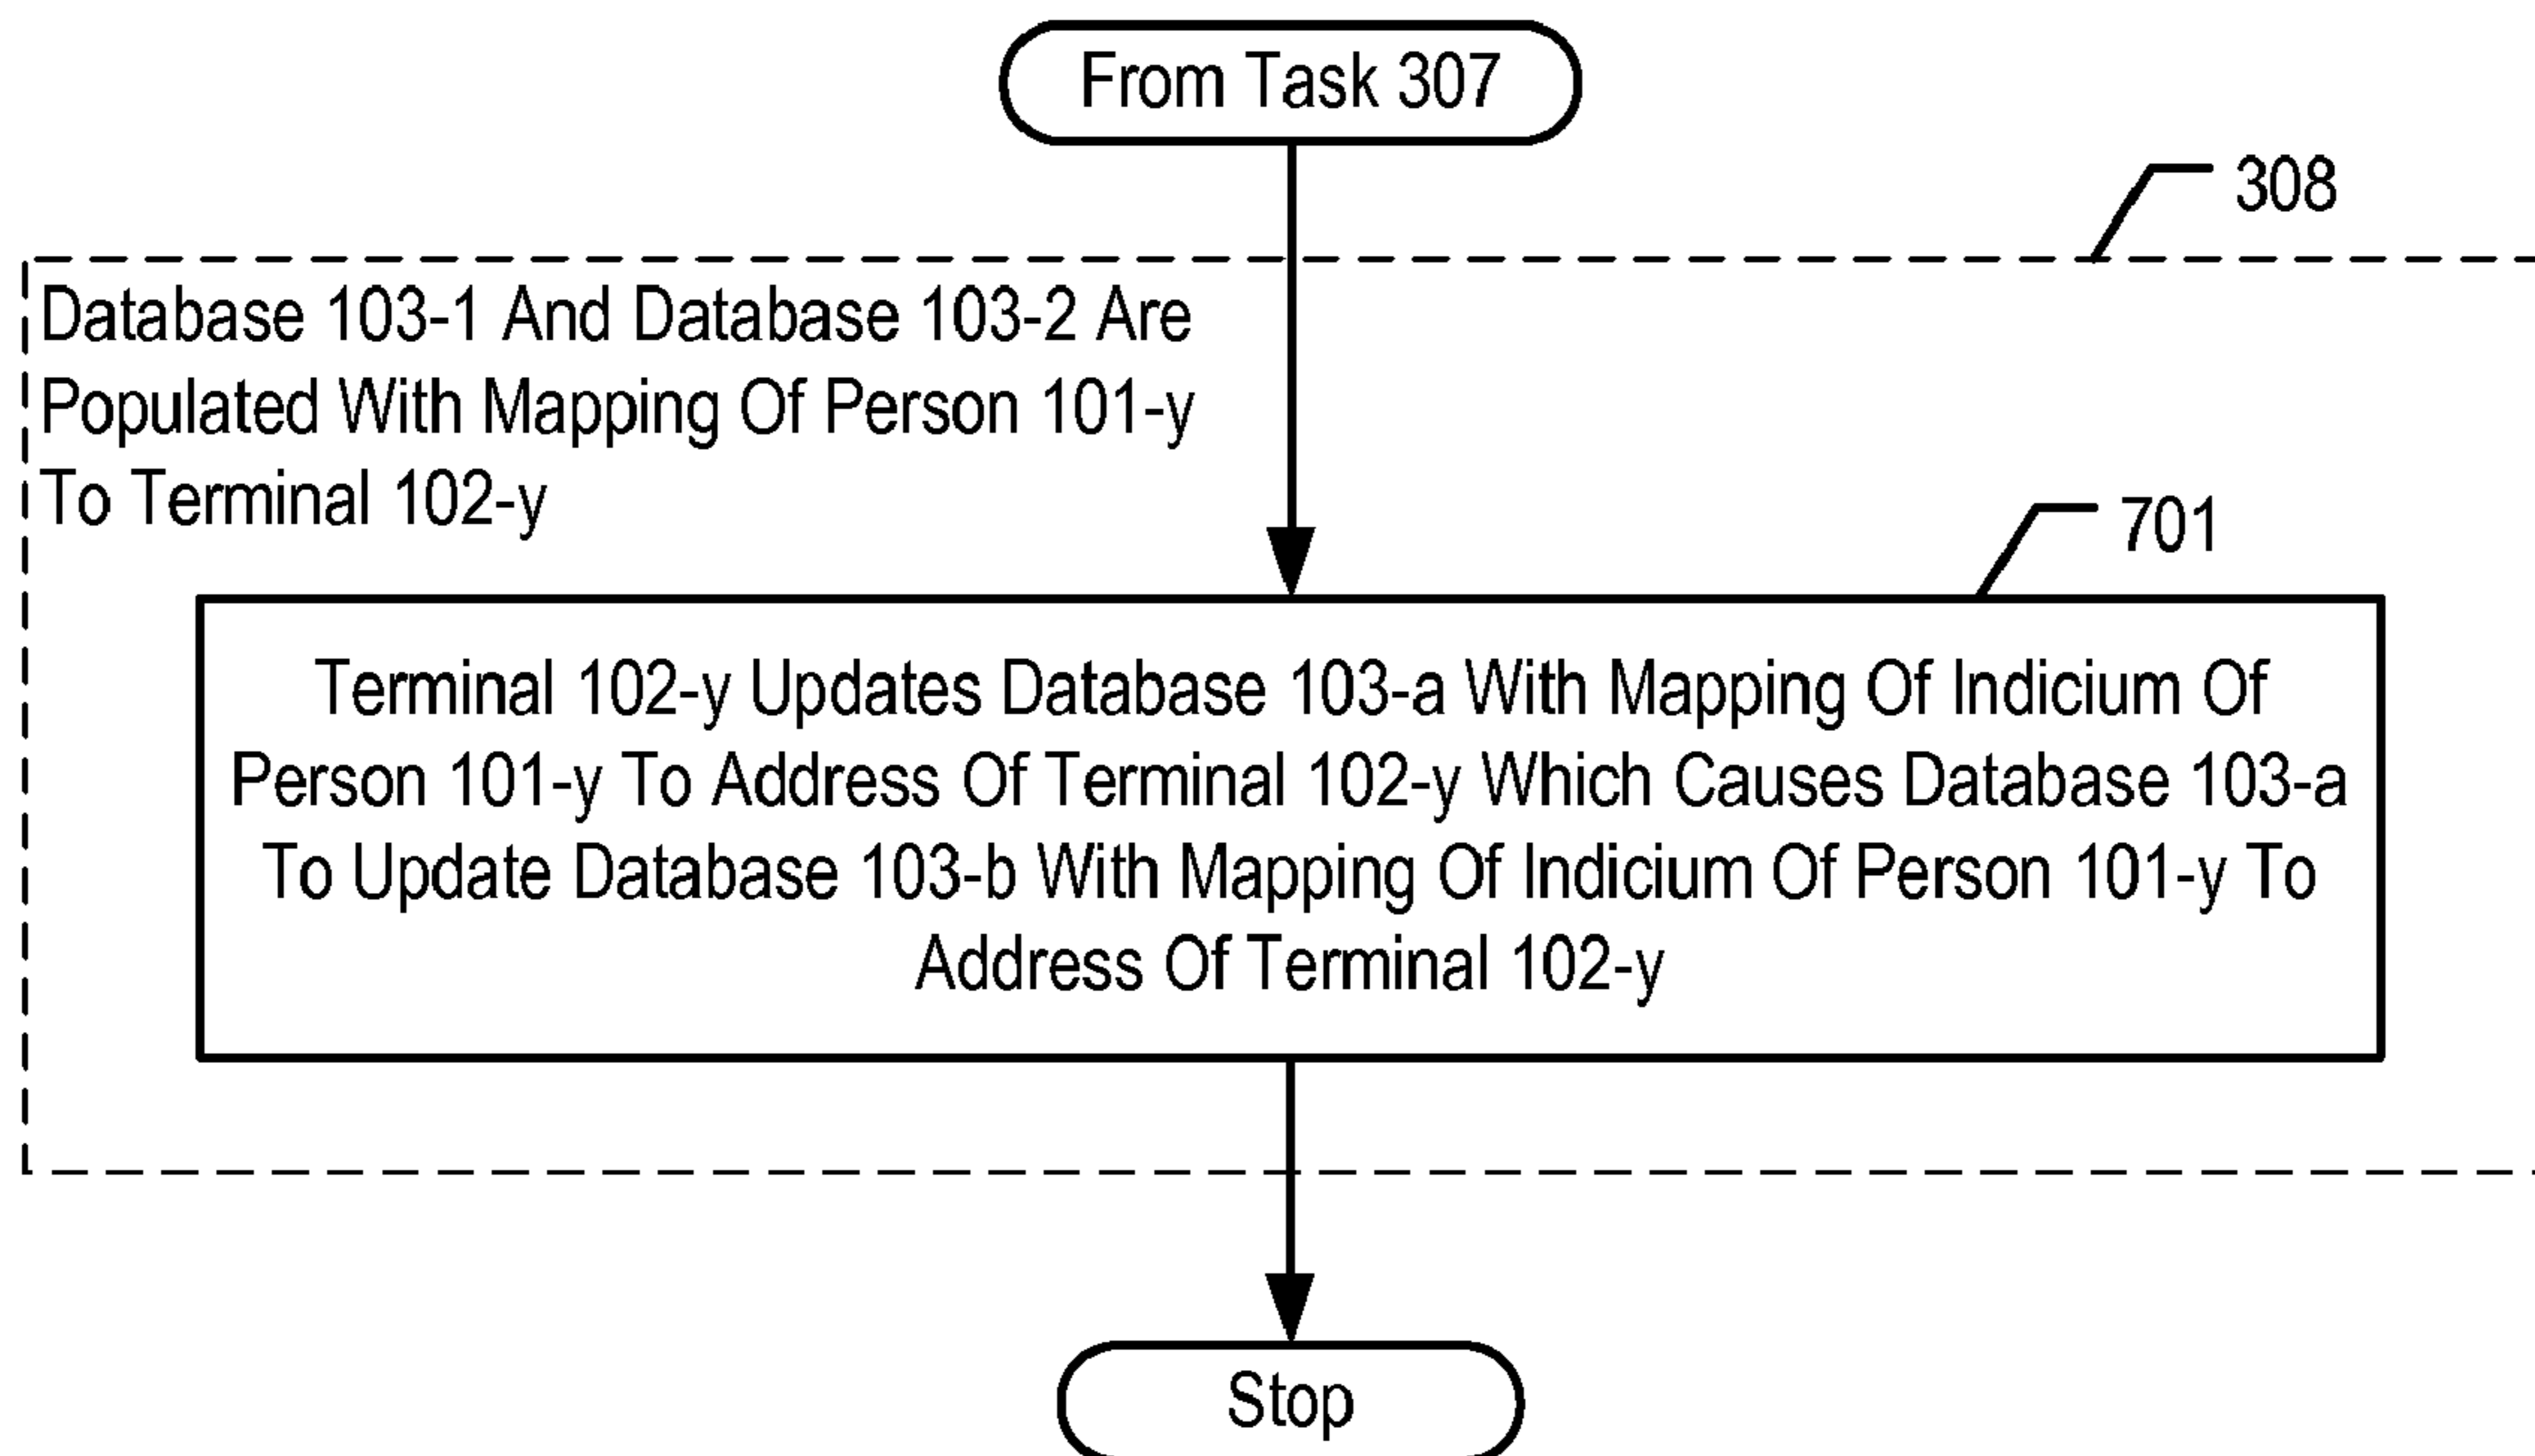 From Task 307
308
Database 103-1 And Database 103-2 Are
Populated With Mapping Of Person 101-y
To Terminal 102-y
701
Terminal 102-y Updates Database 103-a With Mapping Of Indicium Of
Person 101-y To Address Of Terminal 102-y Which Causes Database 103-a
To Update Database 103-b With Mapping Of Indicium Of Person 101-y To
Address Of Terminal 102-y
Stop